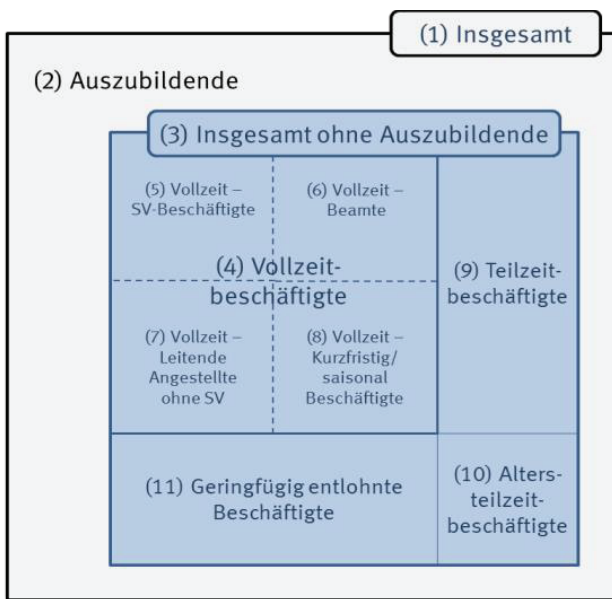 (1) Insgesamt
(2) Auszubildende
(3) Insgesamt ohne Auszubildende
(5) Vollzeit –
SV-Beschäftigte
(6) Vollzeit –
Beamte
(4) Vollzeit-
beschäftigte
(9) Teilzeit-
beschäftigte
(7) Vollzeit –
Leitende
Angestellte
ohne SV
(8) Vollzeit –
Kurzfristig/
saisonal
Beschäftigte
(11) Geringfügig entlohnte
Beschäftigte
(10) Alters-
teilzeit-
beschäftigte